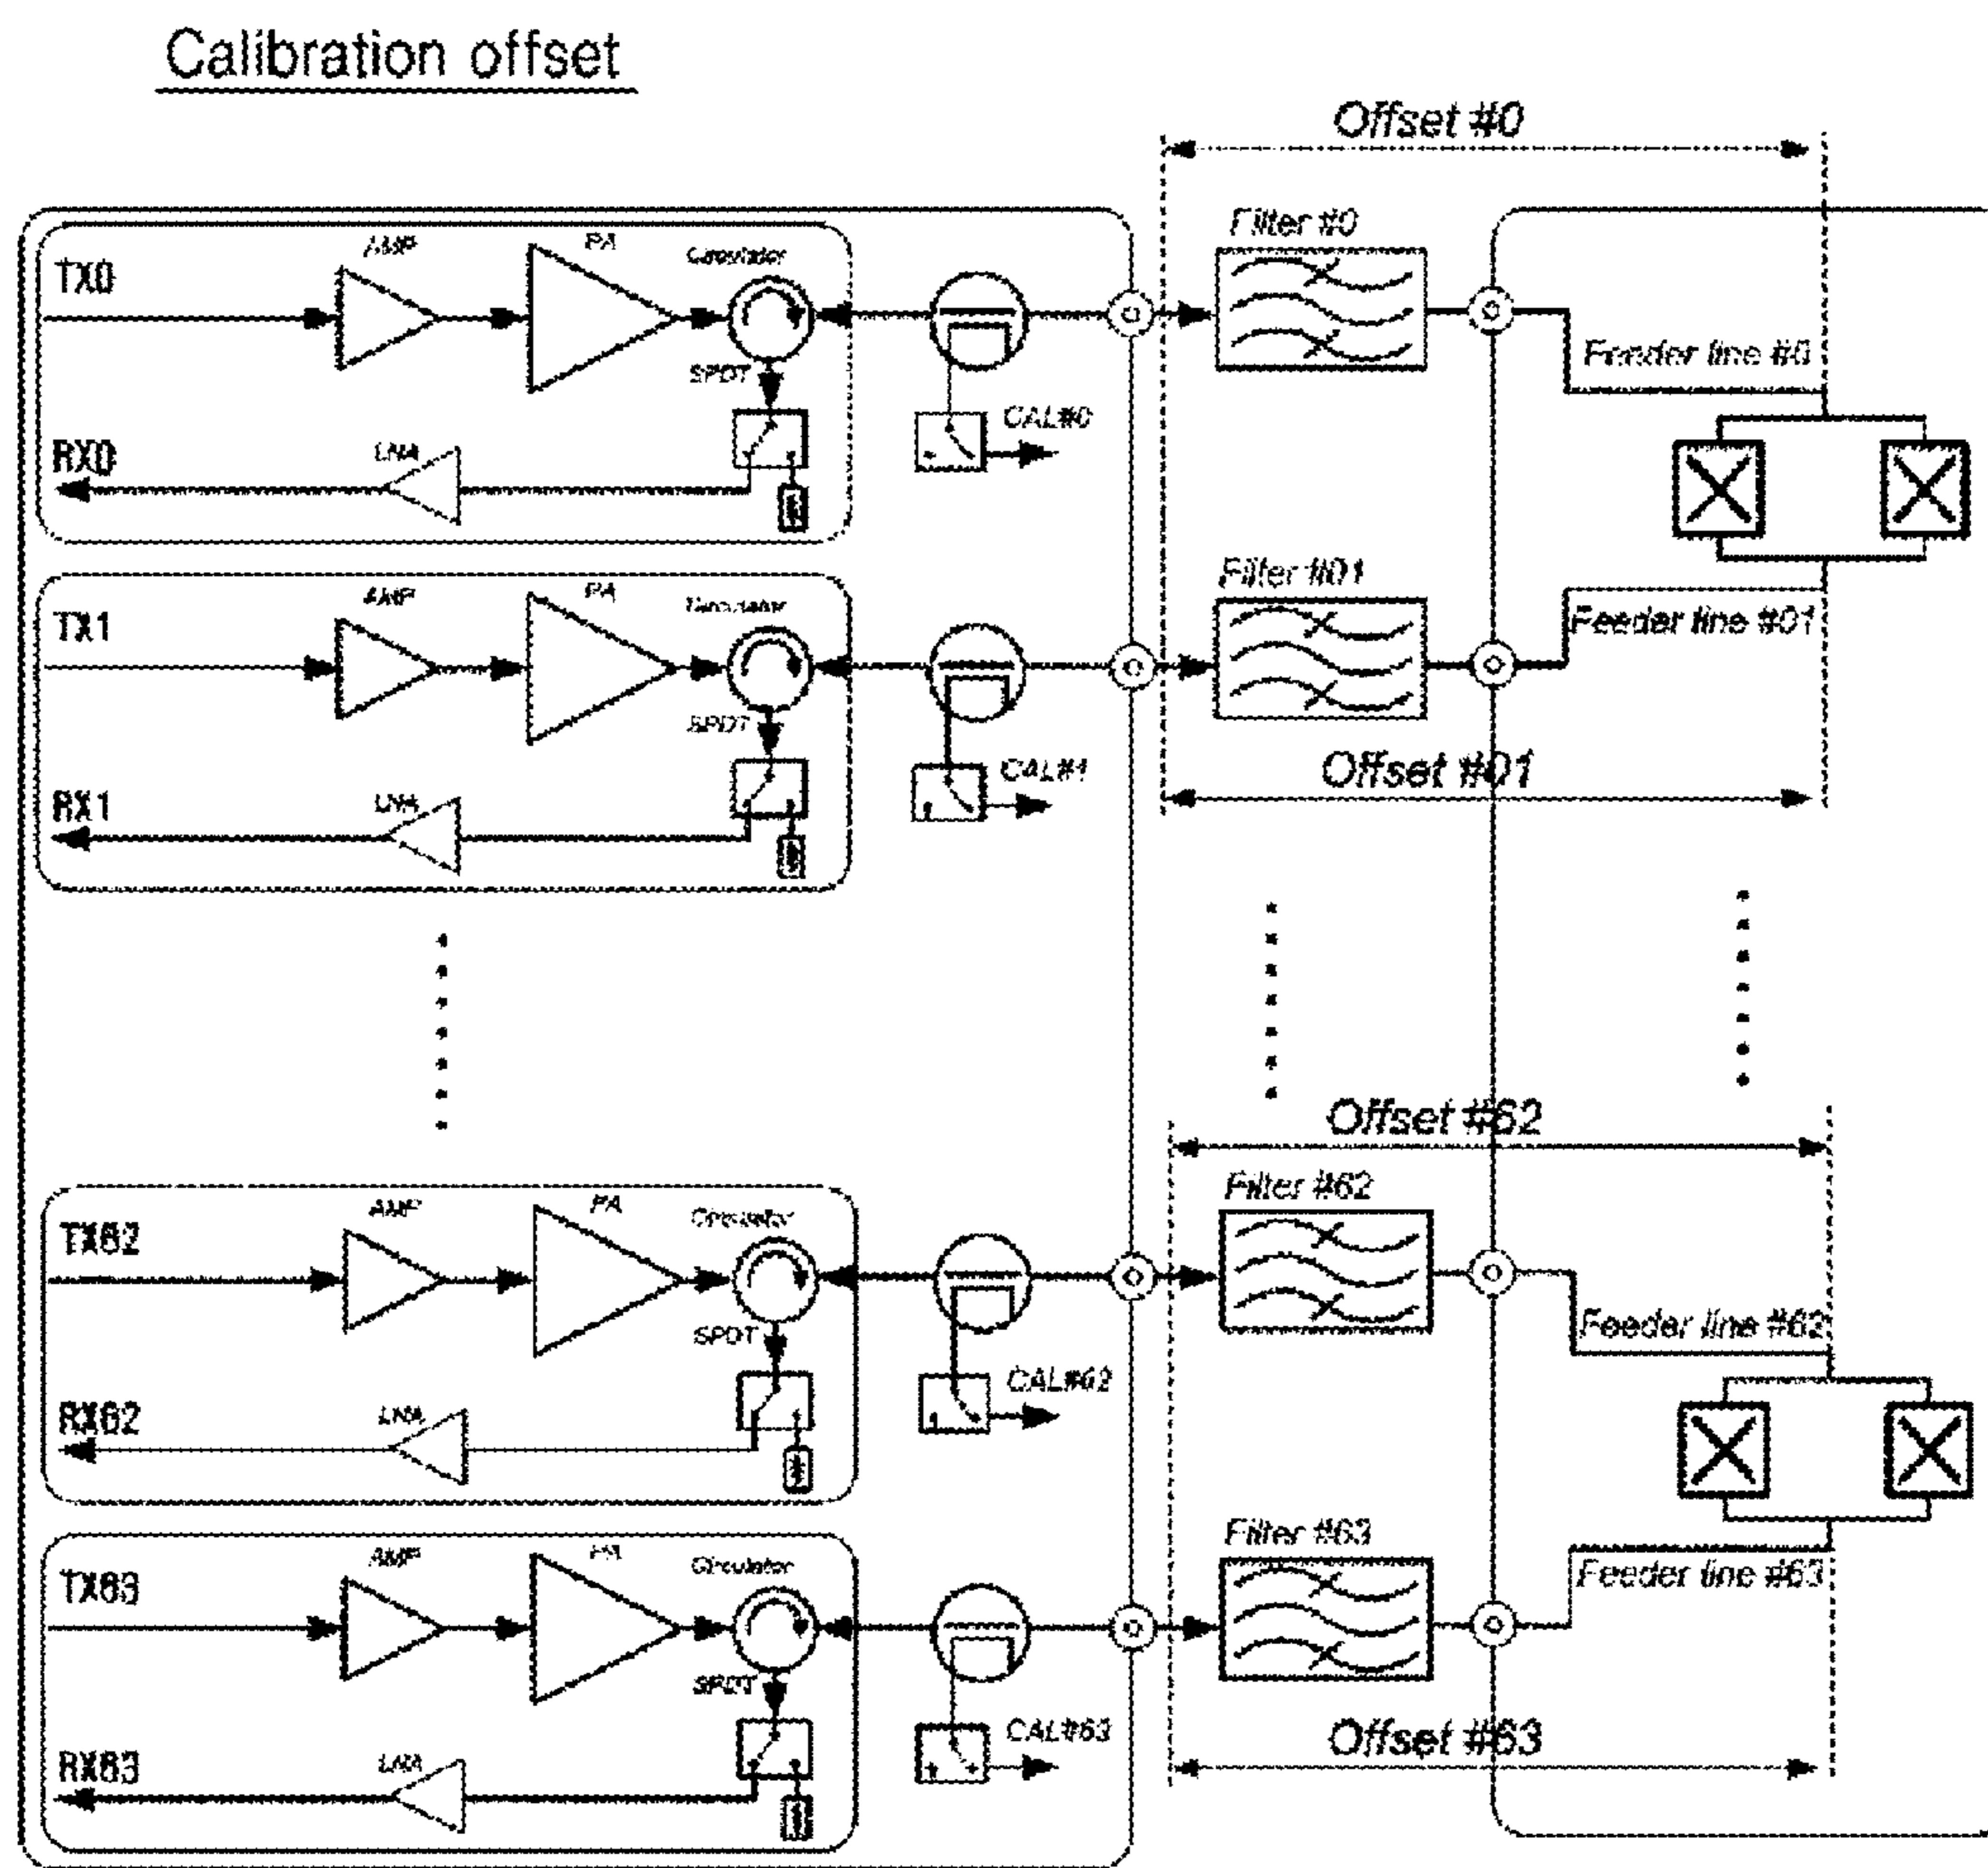 Calibration offset
Offset #0
Filter #0
AMP
PA
Circulator
TX0
Feeder line #0
SPDT
CAL#0
RX0
LNA
Filter #01
AMP
PA
Circulator
TX1
Feeder line #01
SPDT
CAL#1
Offset #01
RX1
LNA
Offset #62
Filter #62
AMP
PA
Circulator
TX62
Feeder line #62
SPDT
CAL#62
RX62
LNA
Filter #63
AMP
PA
Circulator
TX63
Feeder line #63
SPDT
CAL#63
Offset #63
RX63
LNA